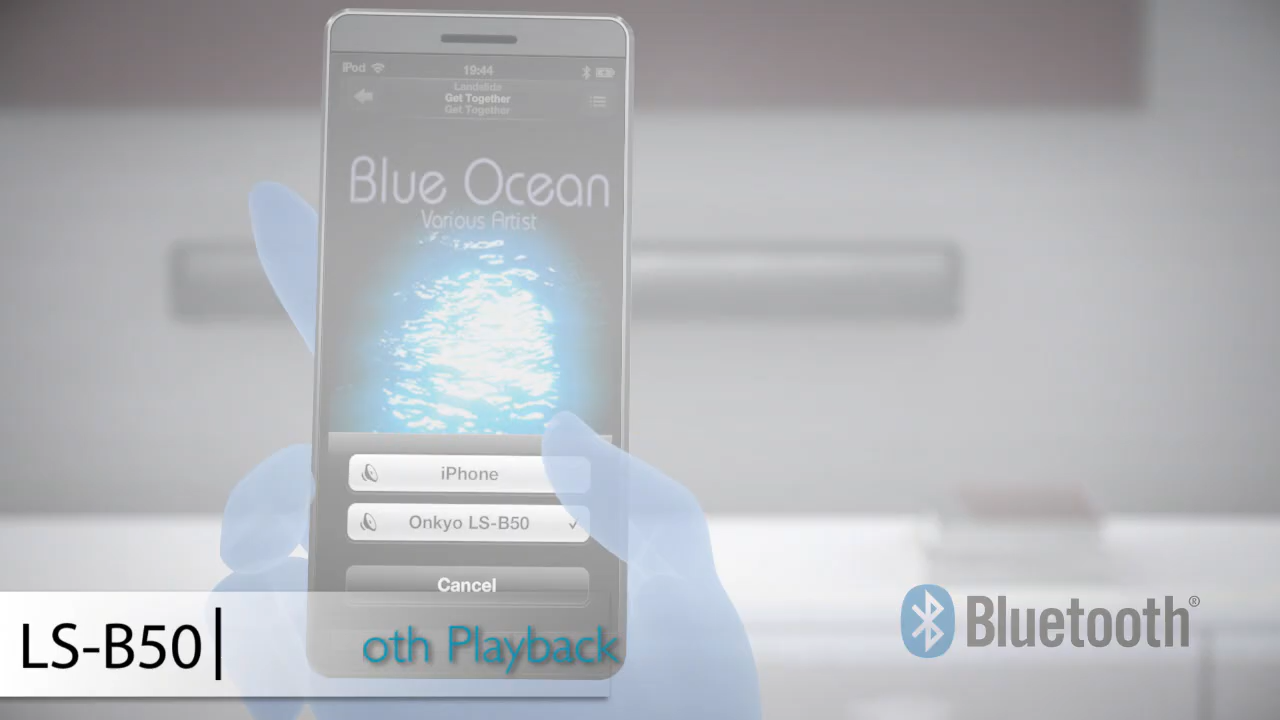 iPod 19:44
Landslide
Get Together
Get Together
Blue Ocean
Various Artist
iPhone
Onkyo LS-B50
Cancel
LS-B50 oth Playback
Bluetooth®